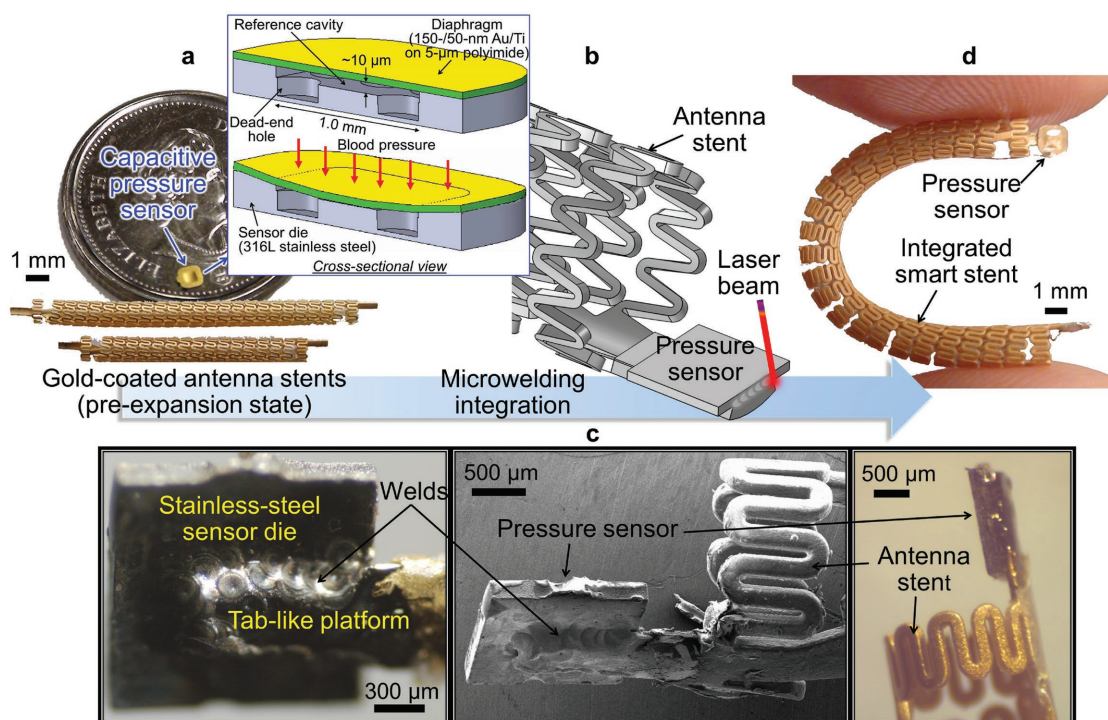 a
Reference cavity
~10 µm
Diaphragm
(150-/50-nm Au/Ti
on 5-µm polyimide)
Dead-end
hole
1.0 mm
Blood pressure
Sensor die
(316L stainless steel)
Cross-sectional view
ELIZABETH
D
Capacitive
pressure
sensor
1 mm
Gold-coated antenna stents
(pre-expansion state)
b
Antenna
stent
Laser
beam
Pressure
sensor
Microwelding
integration
d
Pressure
sensor
Integrated
smart stent
1 mm
c
Stainless-steel
sensor die
Welds
Tab-like platform
300 µm
500 µm
Pressure sensor
500 µm
Antenna
stent